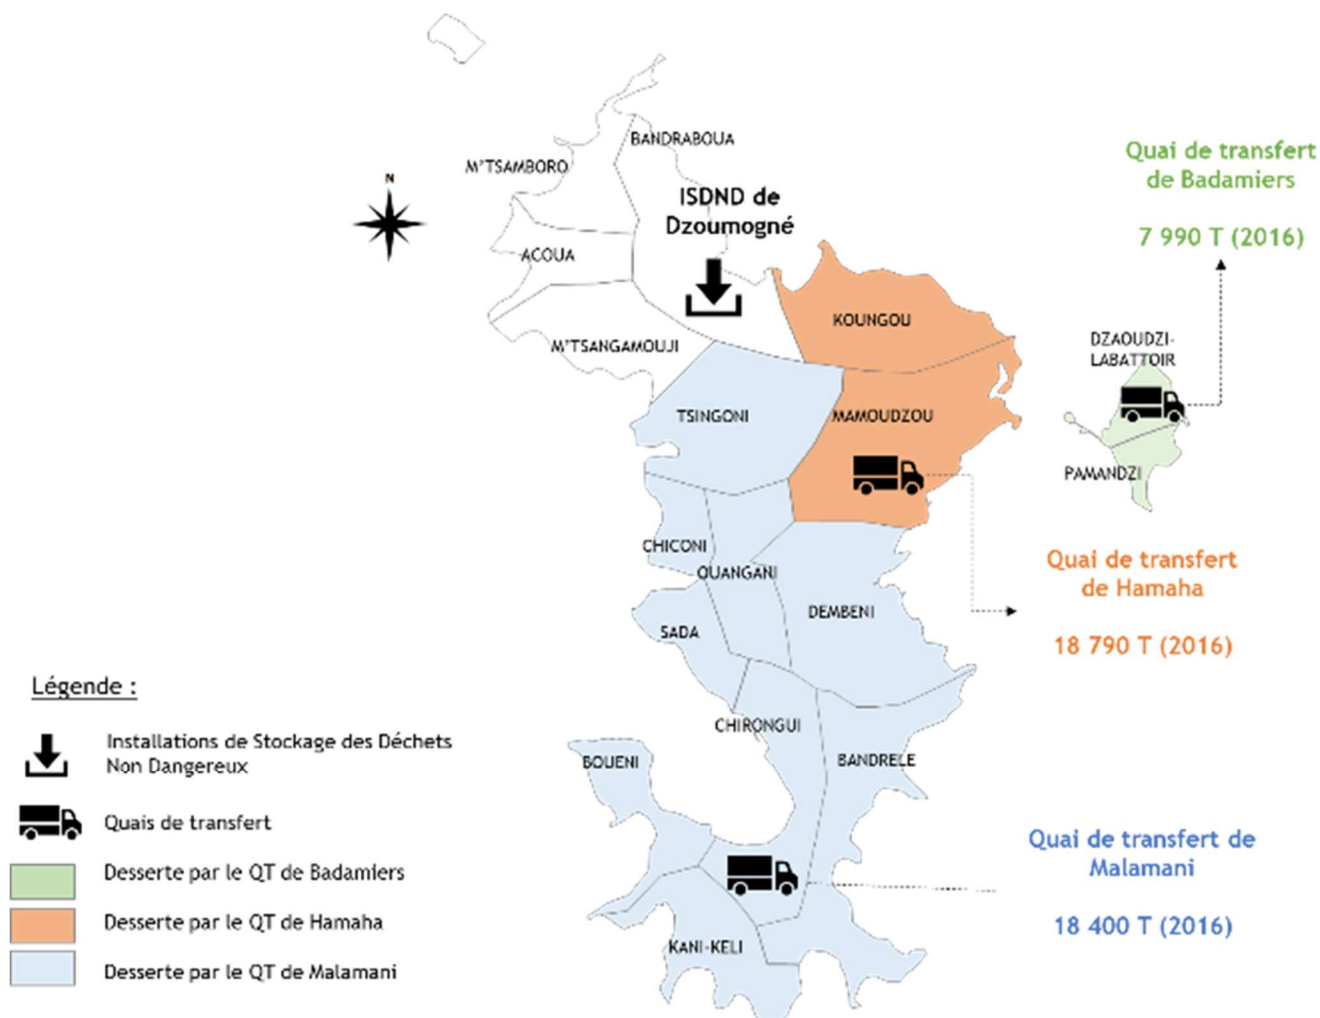 BANDRABOUA
M'TSAMBORO
ISDND de
Dzoumogné
ACOUA
M'TSANGAMOUJI
KOUNGOU
TSINGONI
MAMOUDZOU
DZAOUDZI-
LABATTOIR
PAMANDZI
CHICONI
OUANGANI
DEMBENI
SADA
CHIRONGUI
BANDRELE
BOUENI
KANI-KELI
N
Quai de transfert
de Badamiers
7 990 T (2016)
Quai de transfert
de Hamaha
18 790 T (2016)
Quai de transfert de
Malamani
18 400 T (2016)
Légende :
Installations de Stockage des Déchets
Non Dangereux
Quais de transfert
Desserte par le QT de Badamiers
Desserte par le QT de Hamaha
Desserte par le QT de Malamani